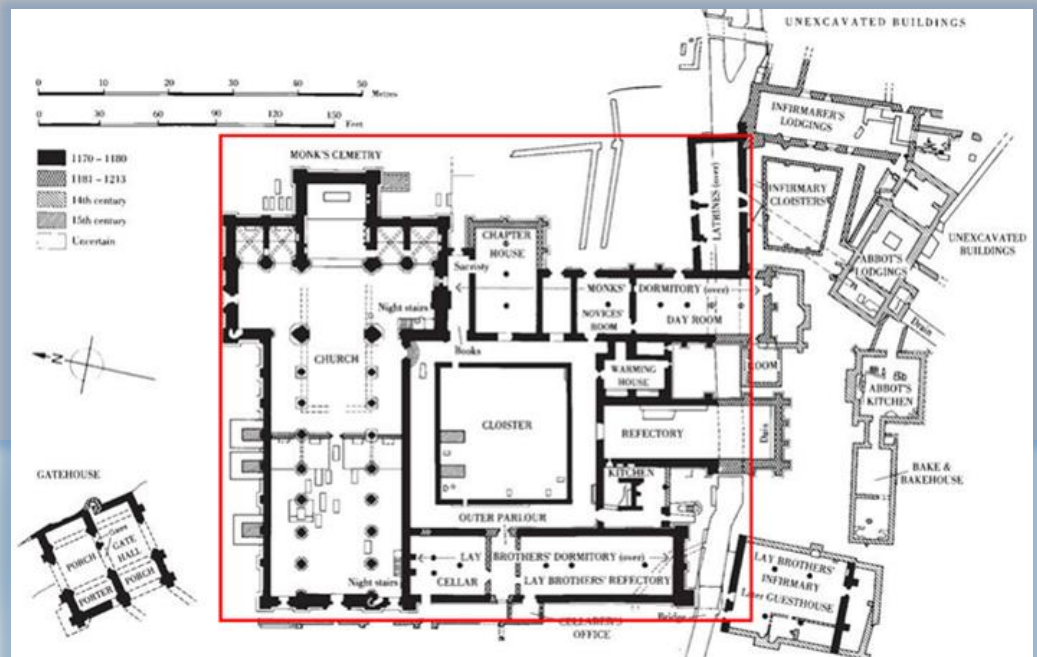 UNEXCAVATED BUILDINGS
0 10 20 30 40 50
Metres
0 30 60 90 120 150
Feet
1170 – 1180
1181 – 1213
14th century
15th century
Uncertain
MONK'S CEMETRY
INFIRMARER'S
LODGINGS
LATRINES (over)
INFIRMARY
CLOISTERS
UNEXCAVATED
BUILDINGS
ABBOT'S
LODGINGS
CHAPTER
HOUSE
Sacristy
MONKS' DORMITORY (over)
NOVICES'
ROOM
DAY ROOM
Night stairs
Drain
N
CHURCH
Books
WARMING
HOUSE
ROOM
ABBOT'S
KITCHEN
CLOISTER
REFECTORY
Dais
KITCHEN
BAKE &
BAKEHOUSE
GATEHOUSE
OUTER PARLOUR
PORCH
GATE
HALL
PORCH
PORTER
LAY BROTHERS' DORMITORY (over)
CELLAR
LAY BROTHERS' REFECTORY
Night stairs
LAY BROTHERS'
INFIRMARY
Later GUESTHOUSE
Bridge
CELLARER'S
OFFICE